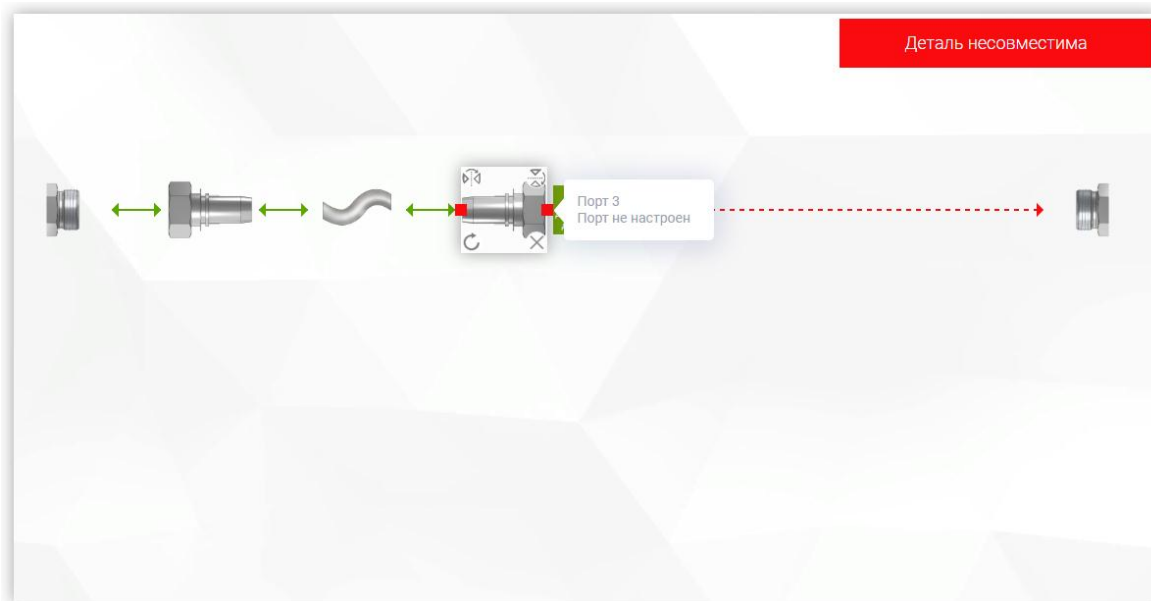 Деталь несовместима
Порт 3
Порт не настроен